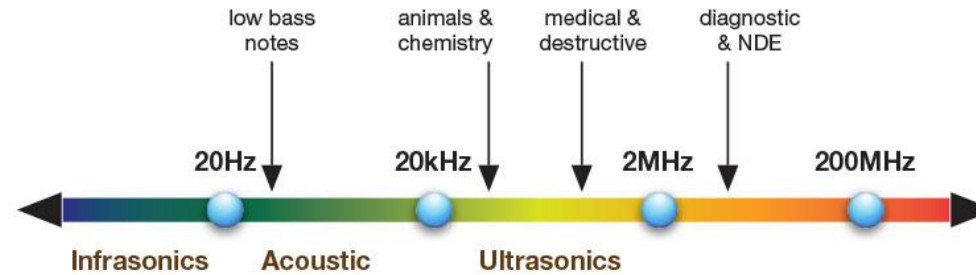 low bass
notes
animals &
chemistry
medical &
destructive
diagnostic
& NDE
20Hz
20kHz
2MHz
200MHz
Infrasonics
Acoustic
Ultrasonics